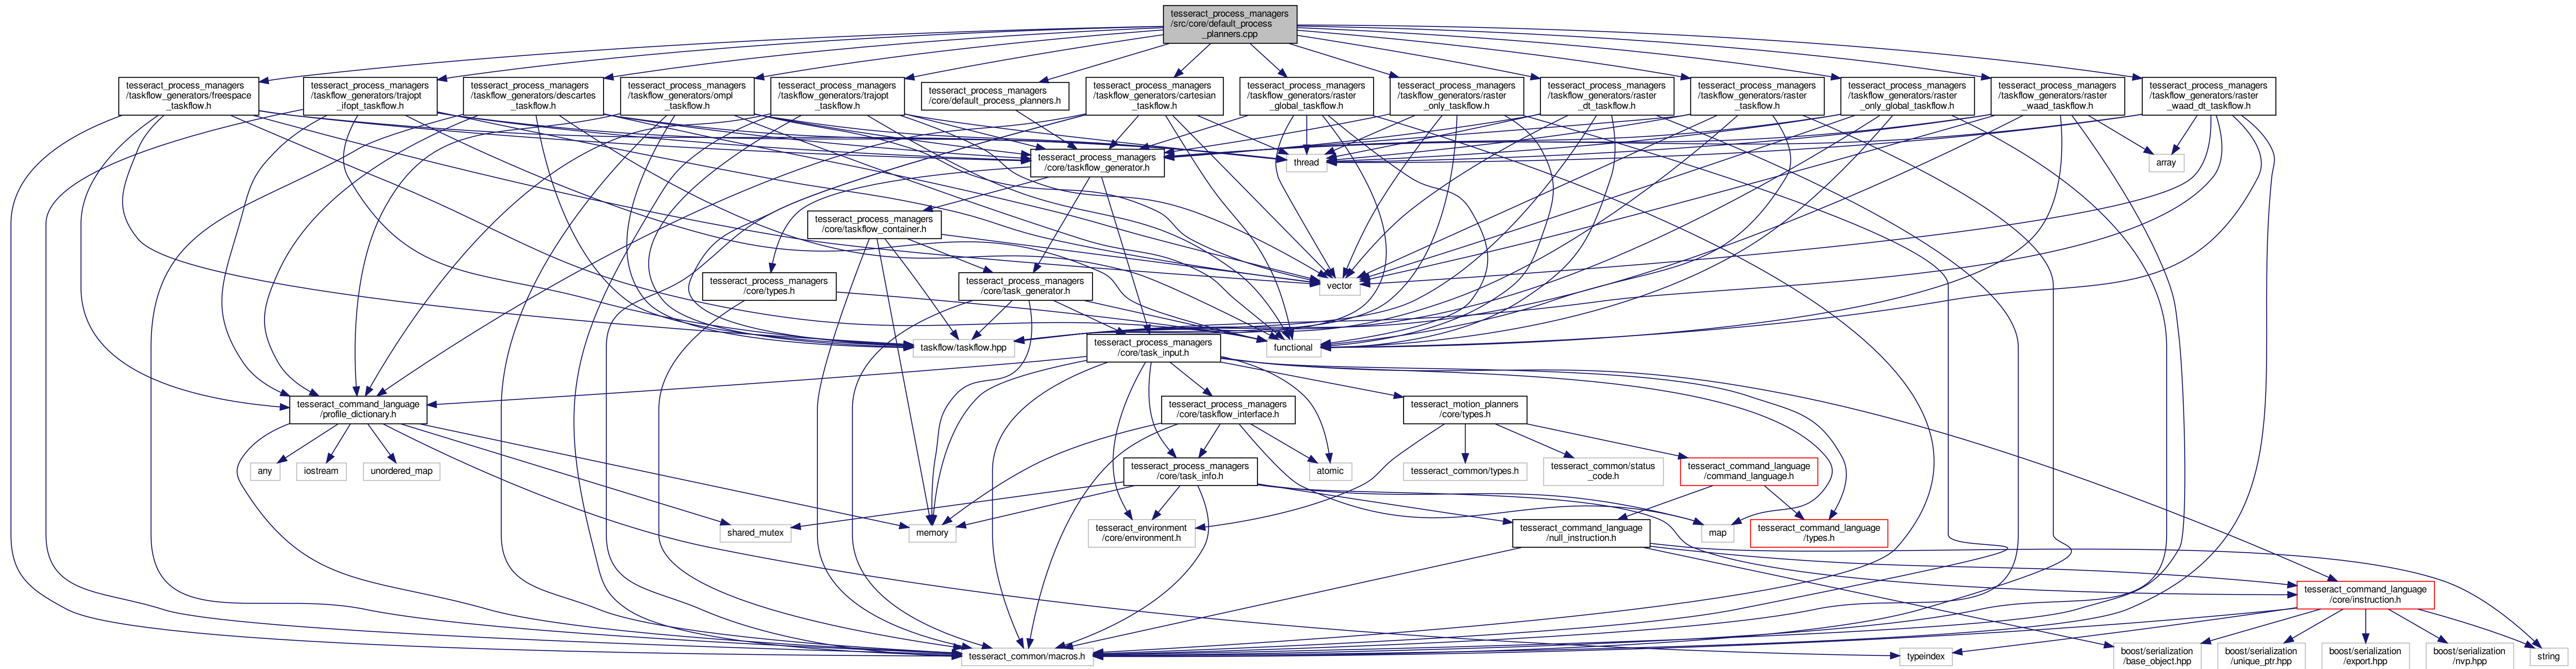 tesseract_process_managers
/src/core/default_process
_planners.cpp
tesseract_process_managers
/taskflow_generators/freespace
_taskflow.h
tesseract_process_managers
/taskflow_generators/trajopt
_ifopt_taskflow.h
tesseract_process_managers
/taskflow_generators/descartes
_taskflow.h
tesseract_process_managers
/taskflow_generators/ompl
_taskflow.h
tesseract_process_managers
/taskflow_generators/trajopt
_taskflow.h
tesseract_process_managers
/core/default_process_planners.h
tesseract_process_managers
/taskflow_generators/cartesian
_taskflow.h
tesseract_process_managers
/taskflow_generators/raster
_global_taskflow.h
tesseract_process_managers
/taskflow_generators/raster
_only_taskflow.h
tesseract_process_managers
/taskflow_generators/raster
_dt_taskflow.h
tesseract_process_managers
/taskflow_generators/raster
_taskflow.h
tesseract_process_managers
/taskflow_generators/raster
_only_global_taskflow.h
tesseract_process_managers
/taskflow_generators/raster
_waad_taskflow.h
tesseract_process_managers
/taskflow_generators/raster
_waad_dt_taskflow.h
tesseract_process_managers
/core/taskflow_generator.h
thread
array
tesseract_process_managers
/core/taskflow_container.h
tesseract_process_managers
/core/types.h
tesseract_process_managers
/core/task_generator.h
vector
taskflow/taskflow.hpp
tesseract_process_managers
/core/task_input.h
functional
tesseract_command_language
/profile_dictionary.h
tesseract_process_managers
/core/taskflow_interface.h
tesseract_motion_planners
/core/types.h
any
iostream
unordered_map
tesseract_process_managers
/core/task_info.h
atomic
tesseract_common/types.h
tesseract_common/status
_code.h
tesseract_command_language
/command_language.h
shared_mutex
memory
tesseract_environment
/core/environment.h
tesseract_command_language
/null_instruction.h
map
tesseract_command_language
/types.h
tesseract_command_language
/core/instruction.h
tesseract_common/macros.h
typeindex
boost/serialization
/base_object.hpp
boost/serialization
/unique_ptr.hpp
boost/serialization
/export.hpp
boost/serialization
/nvp.hpp
string